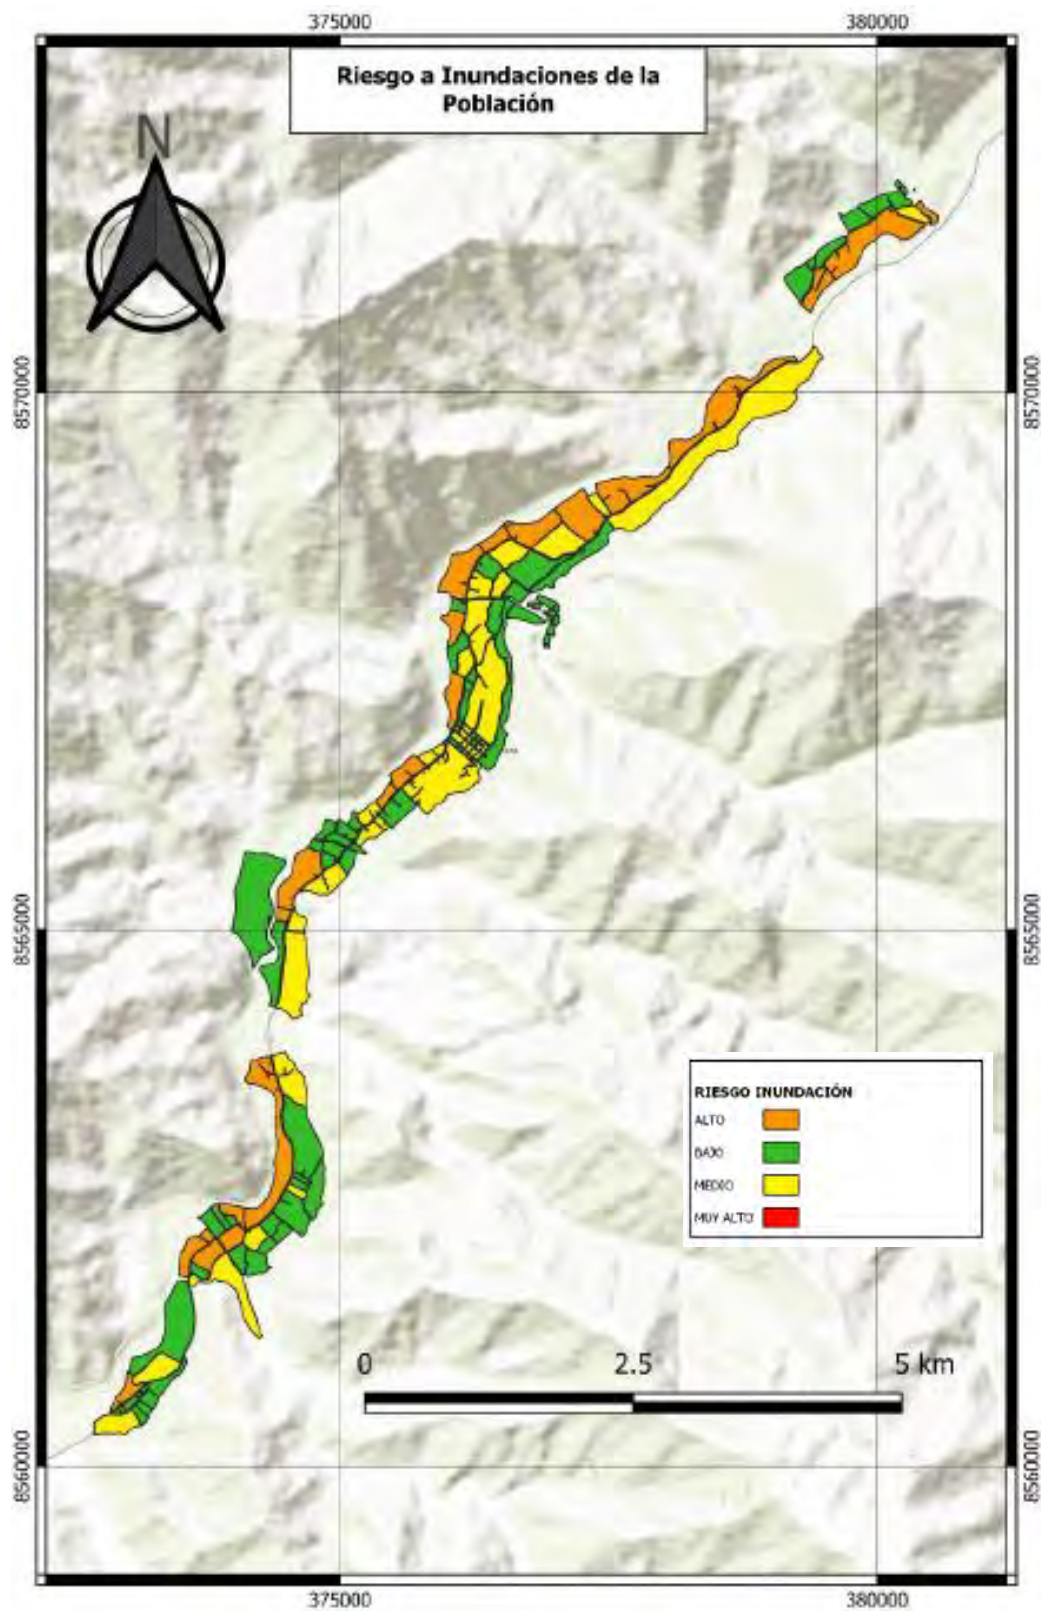 375000 380000
Riesgo a Inundaciones de la
Población
N
8570000 8570000
8565000 8565000
RIESGO INUNDACIÓN
ALTO
BAJO
MEDIO
MUY ALTO
0 2.5 5 km
8560000 8560000
375000 380000